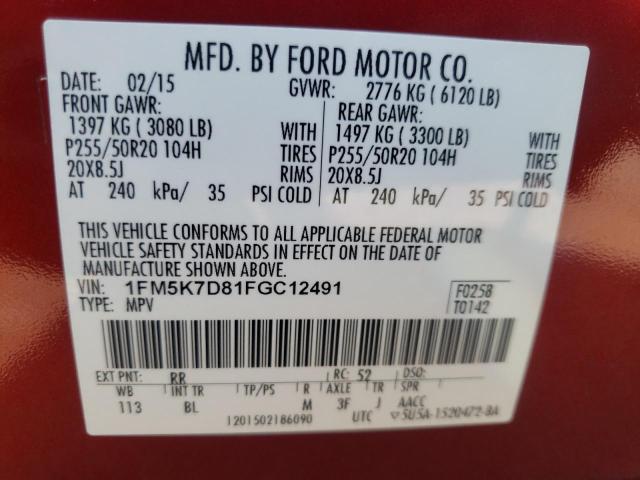 MFD. BY FORD MOTOR CO.
DATE: 02/15 GVWR: 2776 KG ( 6120 LB)
FRONT GAWR: REAR GAWR:
1397 KG ( 3080 LB) WITH 1497 KG ( 3300 LB) WITH
P255/50R20 104H TIRES P255/50R20 104H TIRES
20X8.5J RIMS 20X8.5J RIMS
AT 240 kPa/ 35 PSI COLD AT 240 kPa/ 35 PSI COLD
THIS VEHICLE CONFORMS TO ALL APPLICABLE FEDERAL MOTOR
VEHICLE SAFETY STANDARDS IN EFFECT ON THE DATE OF
MANUFACTURE SHOWN ABOVE.
VIN: 1FM5K7D81FGC12491 F0258
TYPE: MPV T0142
EXT PNT: RR RC: 52 DSO:
WB INT TR TP/PS R AXLE TR SPR
113 BL M 3F J AACC
1201502186090 UTC 5U5A-1520472-BA